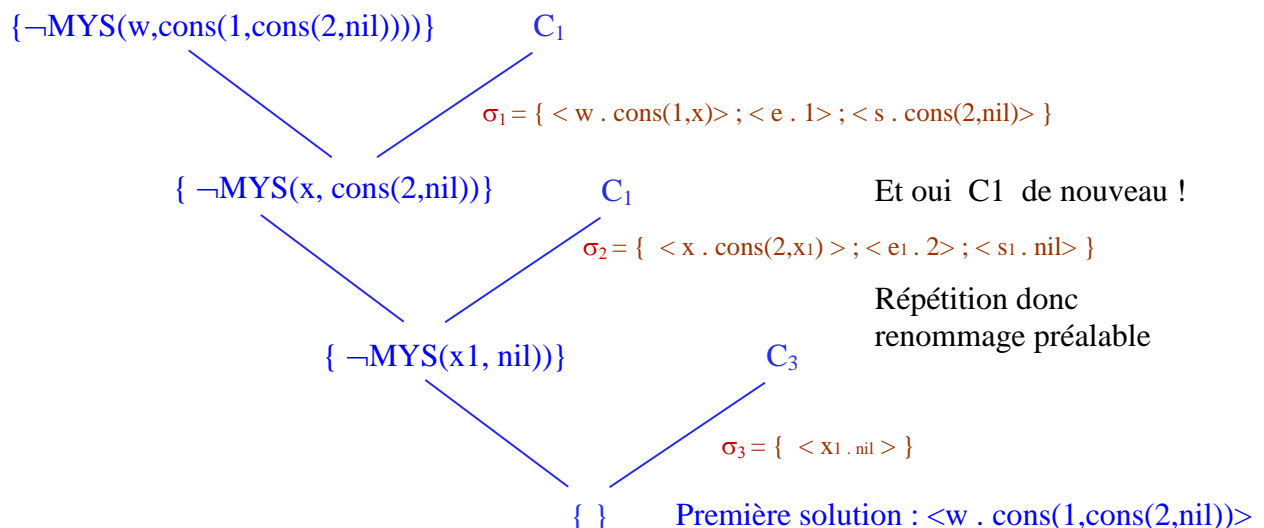 {¬MYS(w,cons(1,cons(2,nil))))} C₁
σ₁ = { < w . cons(1,x)> ; < e . 1> ; < s . cons(2,nil)> }
{ ¬MYS(x, cons(2,nil))} C₁ Et oui C1 de nouveau !
σ₂ = { < x . cons(2,x₁) > ; < e₁ . 2> ; < s₁ . nil> }
Répétition donc
renommage préalable
{ ¬MYS(x1, nil))} C₃
σ₃ = { < x₁ . nil > }
{ } Première solution : <w . cons(1,cons(2,nil))>